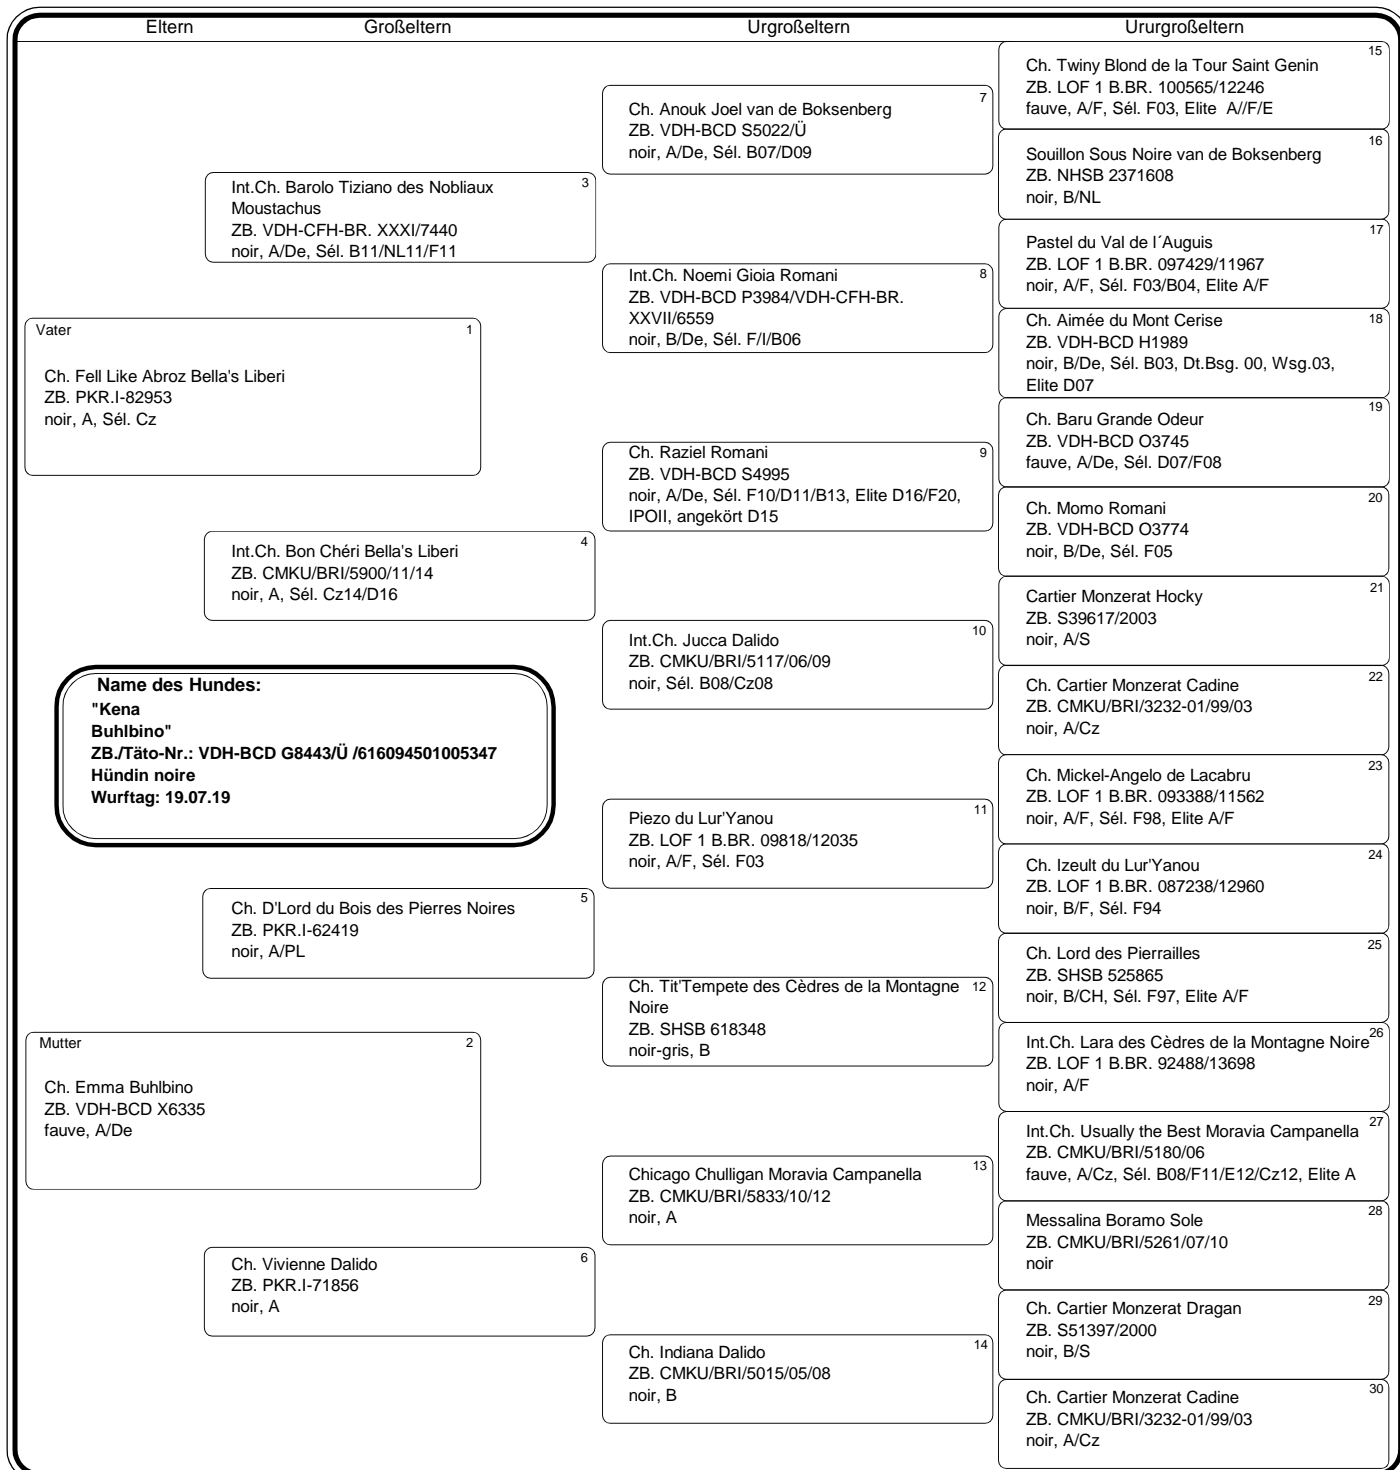 Eltern Großeltern Urgroßeltern Ururgroßeltern
Vater 1
Ch. Fell Like Abroz Bella's Liberi
ZB. PKR.I-82953
noir, A, Sél. Cz
Mutter 2
Ch. Emma Buhlbino
ZB. VDH-BCD X6335
fauve, A/De
Name des Hundes:
"Kena
Buhlbino"
ZB./Täto-Nr.: VDH-BCD G8443/Ü /616094501005347
Hündin noire
Wurftag: 19.07.19
Int.Ch. Barolo Tiziano des Nobliaux 3
Moustachus
ZB. VDH-CFH-BR. XXXI/7440
noir, A/De, Sél. B11/NL11/F11
Int.Ch. Bon Chéri Bella's Liberi 4
ZB. CMKU/BRI/5900/11/14
noir, A, Sél. Cz14/D16
Ch. D'Lord du Bois des Pierres Noires 5
ZB. PKR.I-62419
noir, A/PL
Ch. Vivienne Dalido 6
ZB. PKR.I-71856
noir, A
Ch. Anouk Joel van de Boksenberg 7
ZB. VDH-BCD S5022/Ü
noir, A/De, Sél. B07/D09
Int.Ch. Noemi Gioia Romani 8
ZB. VDH-BCD P3984/VDH-CFH-BR.
XXVII/6559
noir, B/De, Sél. F/I/B06
Ch. Raziel Romani 9
ZB. VDH-BCD S4995
noir, A/De, Sél. F10/D11/B13, Elite D16/F20,
IPOII, angekört D15
Int.Ch. Jucca Dalido 10
ZB. CMKU/BRI/5117/06/09
noir, Sél. B08/Cz08
Piezo du Lur'Yanou 11
ZB. LOF 1 B.BR. 09818/12035
noir, A/F, Sél. F03
Ch. Tit'Tempete des Cèdres de la Montagne 12
Noire
ZB. SHSB 618348
noir-gris, B
Chicago Chulligan Moravia Campanella 13
ZB. CMKU/BRI/5833/10/12
noir, A
Ch. Indiana Dalido 14
ZB. CMKU/BRI/5015/05/08
noir, B
15
Ch. Twiny Blond de la Tour Saint Genin
ZB. LOF 1 B.BR. 100565/12246
fauve, A/F, Sél. F03, Elite A//F/E
Souillon Sous Noire van de Boksenberg 16
ZB. NHSB 2371608
noir, B/NL
Pastel du Val de l´Auguis 17
ZB. LOF 1 B.BR. 097429/11967
noir, A/F, Sél. F03/B04, Elite A/F
Ch. Aimée du Mont Cerise 18
ZB. VDH-BCD H1989
noir, B/De, Sél. B03, Dt.Bsg. 00, Wsg.03,
Elite D07
Ch. Baru Grande Odeur 19
ZB. VDH-BCD O3745
fauve, A/De, Sél. D07/F08
Ch. Momo Romani 20
ZB. VDH-BCD O3774
noir, B/De, Sél. F05
Cartier Monzerat Hocky 21
ZB. S39617/2003
noir, A/S
Ch. Cartier Monzerat Cadine 22
ZB. CMKU/BRI/3232-01/99/03
noir, A/Cz
Ch. Mickel-Angelo de Lacabru 23
ZB. LOF 1 B.BR. 093388/11562
noir, A/F, Sél. F98, Elite A/F
Ch. Izeult du Lur'Yanou 24
ZB. LOF 1 B.BR. 087238/12960
noir, B/F, Sél. F94
Ch. Lord des Pierrailles 25
ZB. SHSB 525865
noir, B/CH, Sél. F97, Elite A/F
Int.Ch. Lara des Cèdres de la Montagne Noire 26
ZB. LOF 1 B.BR. 92488/13698
noir, A/F
Int.Ch. Usually the Best Moravia Campanella 27
ZB. CMKU/BRI/5180/06
fauve, A/Cz, Sél. B08/F11/E12/Cz12, Elite A
Messalina Boramo Sole 28
ZB. CMKU/BRI/5261/07/10
noir
Ch. Cartier Monzerat Dragan 29
ZB. S51397/2000
noir, B/S
Ch. Cartier Monzerat Cadine 30
ZB. CMKU/BRI/3232-01/99/03
noir, A/Cz